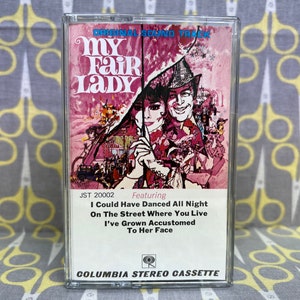 ORIGINAL SOUND TRACK
MY
FAIR
LADY
JST 20002
Featuring
I Could Have Danced All Night
On The Street Where You Live
I've Grown Accustomed
To Her Face
COLUMBIA STEREO CASSETTE